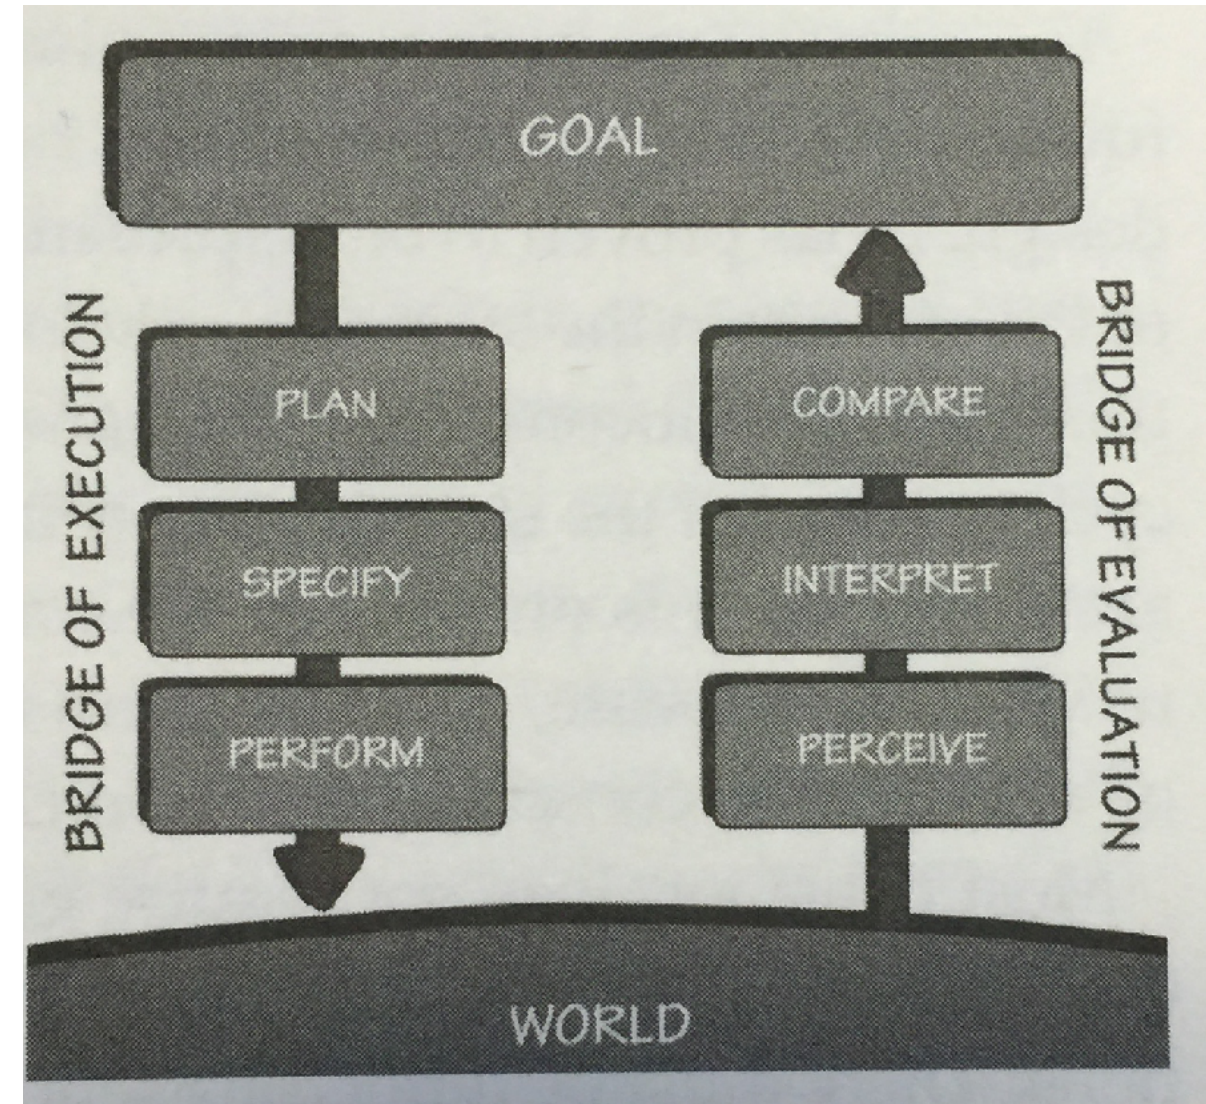 GOAL
BRIDGE OF EXECUTION
PLAN
SPECIFY
PERFORM
COMPARE
INTERPRET
PERCEIVE
BRIDGE OF EVALUATION
WORLD